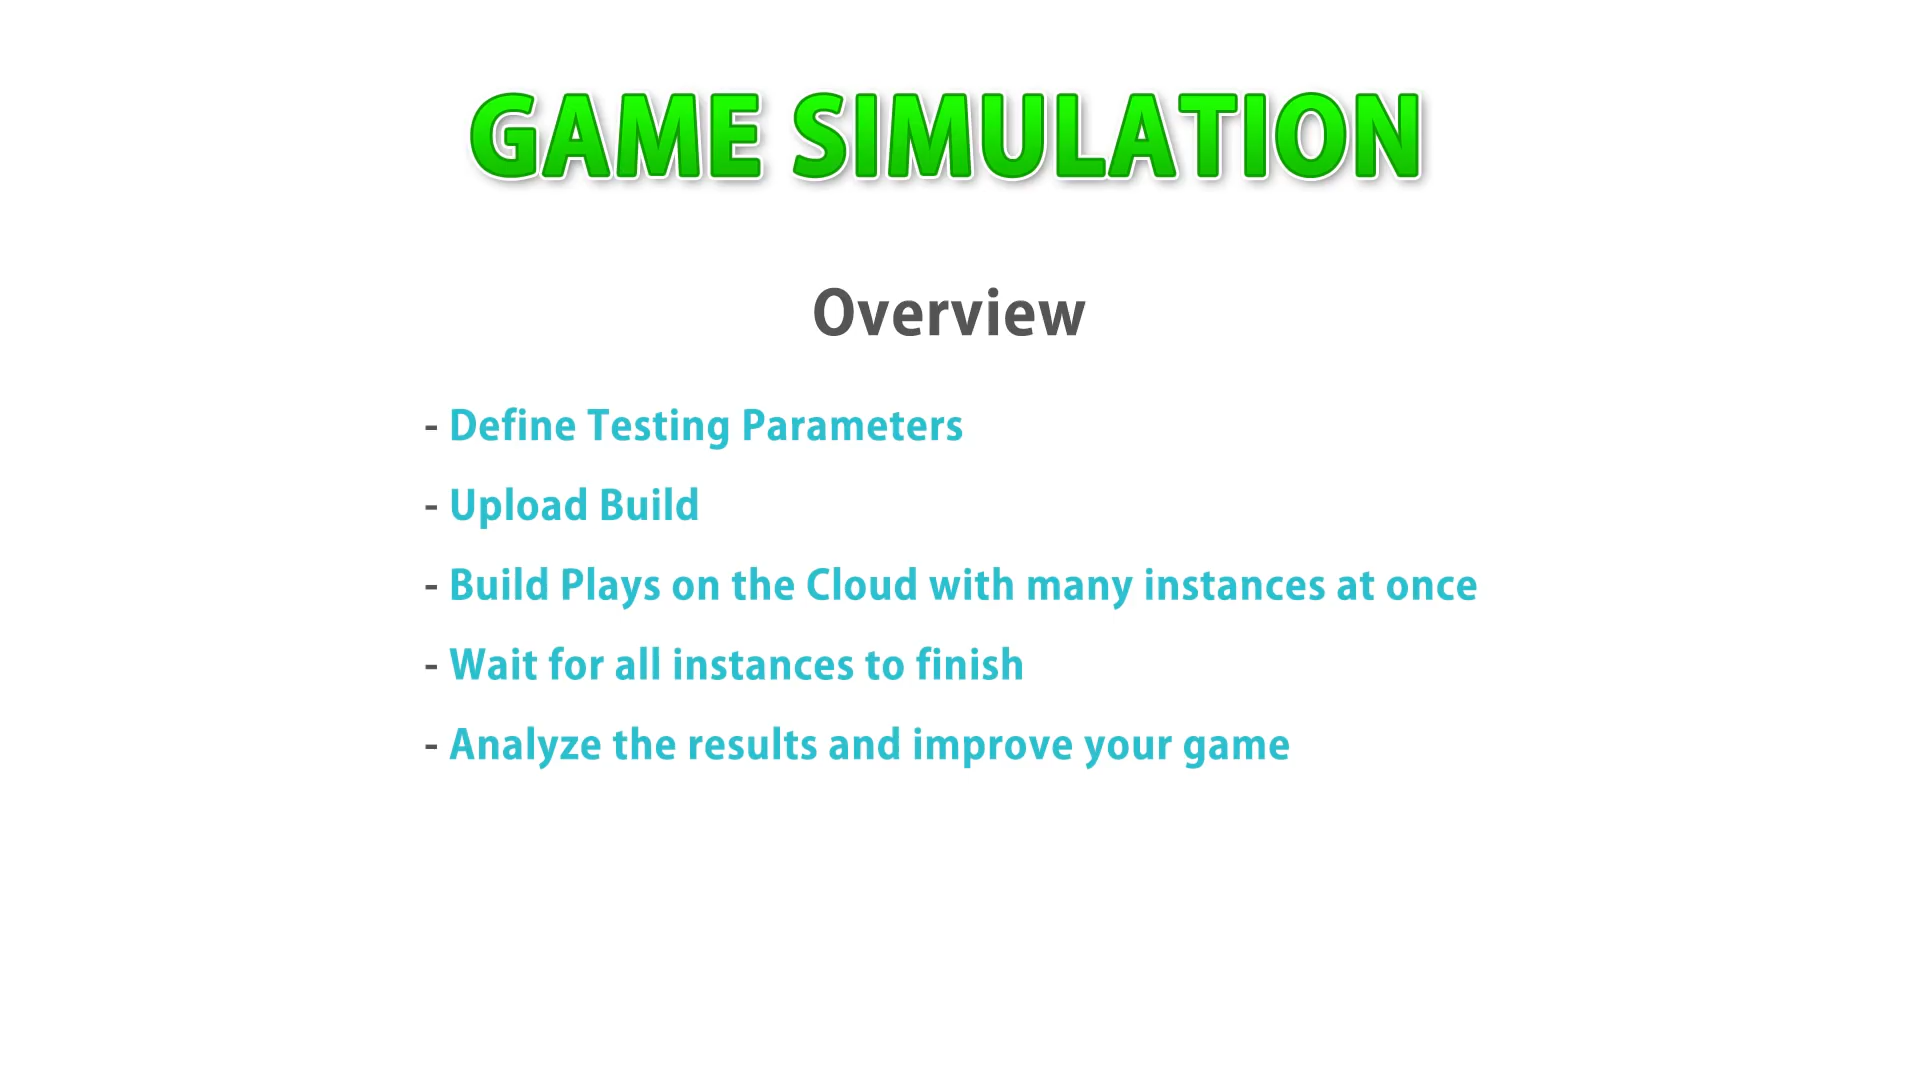 GAME SIMULATION
Overview
- Define Testing Parameters
- Upload Build
- Build Plays on the Cloud with many instances at once
- Wait for all instances to finish
- Analyze the results and improve your game